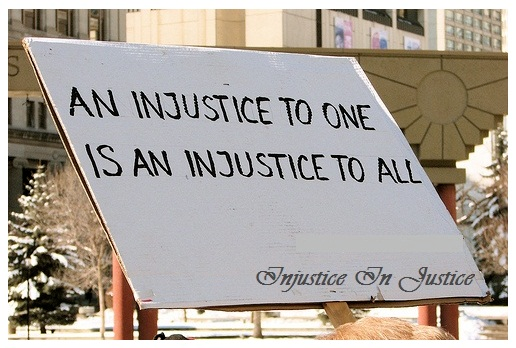 S
AN INJUSTICE TO ONE
IS AN INJUSTICE TO ALL
Injustice In Justice